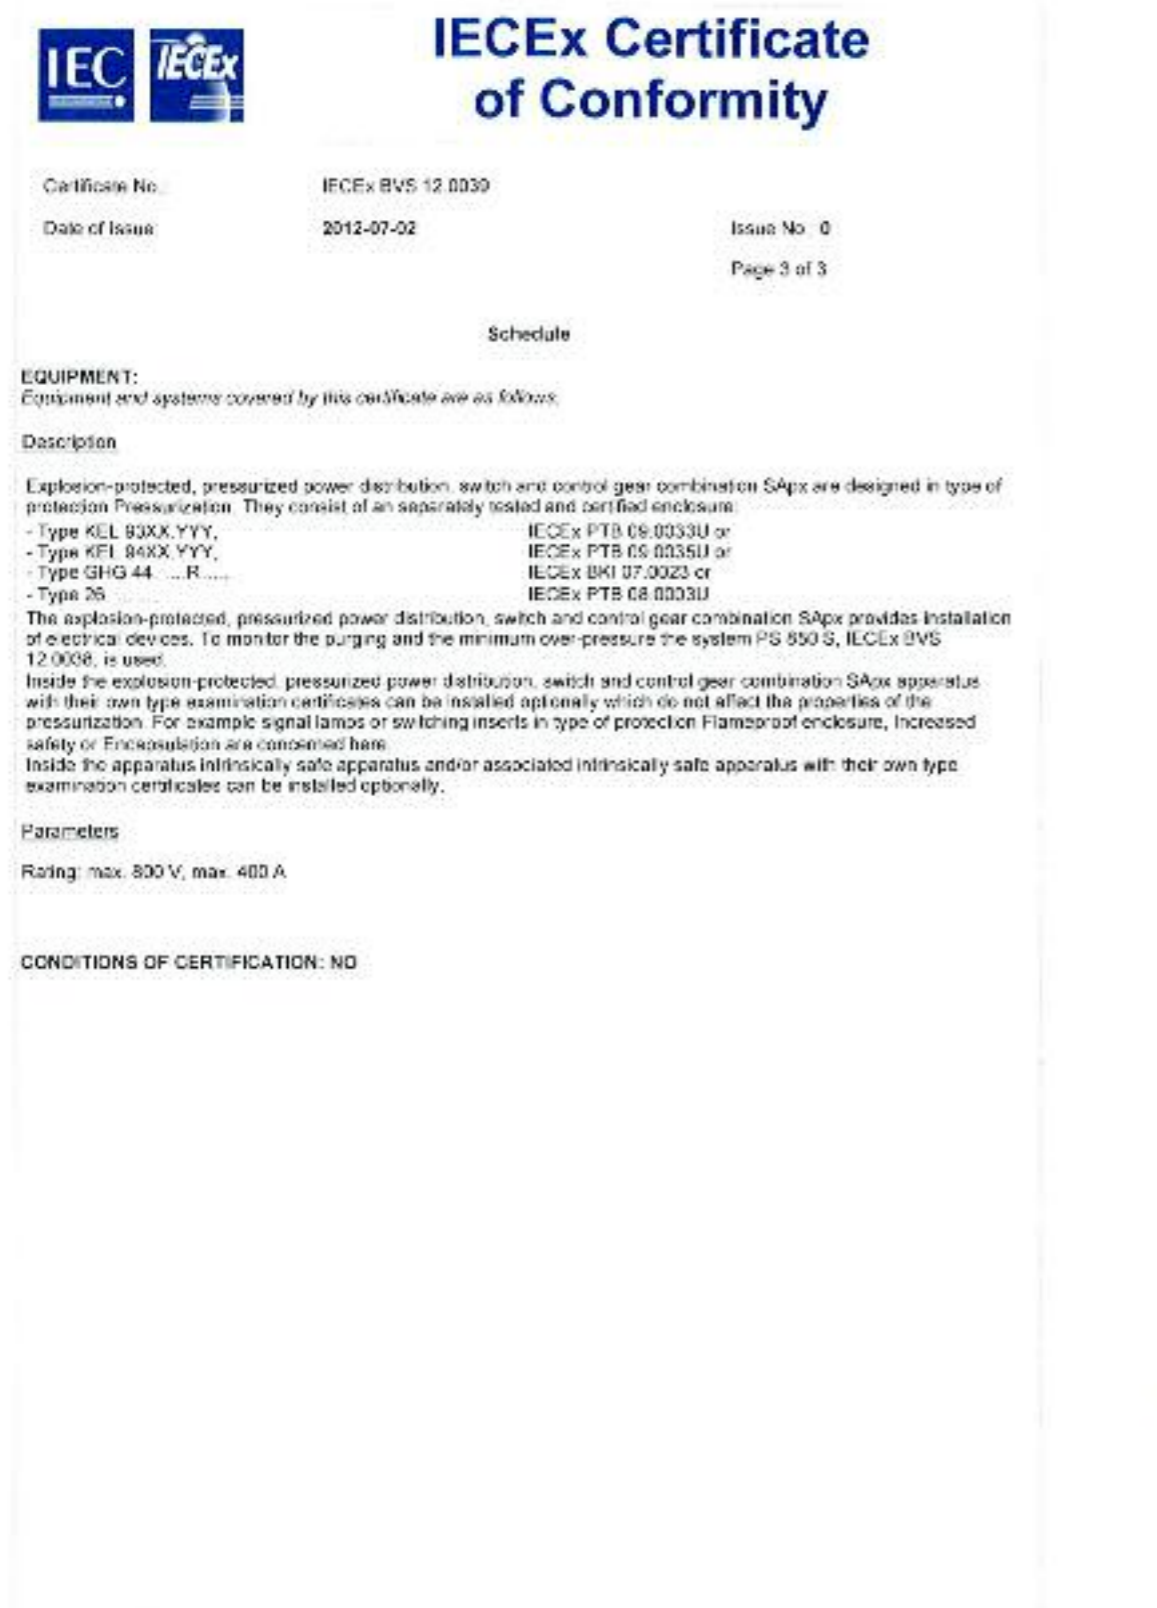 IEC IECEx
IECEx Certificate
of Conformity
Certificate No.: IECEx BVS 12.0039
Date of Issue: 2012-07-02 Issue No.: 0
Page 3 of 3
Schedule
EQUIPMENT:
Equipment and systems covered by this certificate are as follows:
Description
Explosion-protected, pressurized power distribution, switch and control gear combination SApx are designed in type of
protection Pressurization. They consist of an separately tested and certified enclosure:
- Type KEL 93XX.YYY, IECEx PTB 09.0033U or
- Type KEL 94XX.YYY, IECEx PTB 09.0035U or
- Type GHG 44. ....R..... IECEx BKI 07.0023 or
- Type 26. ........ IECEx PTB 08.0003U
The explosion-protected, pressurized power distribution, switch and control gear combination SApx provides installation
of electrical devices. To monitor the purging and the minimum over-pressure the system PS 850 S, IECEx BVS
12.0038, is used.
Inside the explosion-protected, pressurized power distribution, switch and control gear combination SApx apparatus
with their own type examination certificates can be installed optionally which do not affect the properties of the
pressurization. For example signal lamps or switching inserts in type of protection Flameproof enclosure, Increased
safety or Encapsulation are concerned here.
Inside the apparatus intrinsically safe apparatus and/or associated intrinsically safe apparatus with their own type
examination certificates can be installed optionally.
Parameters
Rating: max. 800 V, max. 400 A
CONDITIONS OF CERTIFICATION: NO